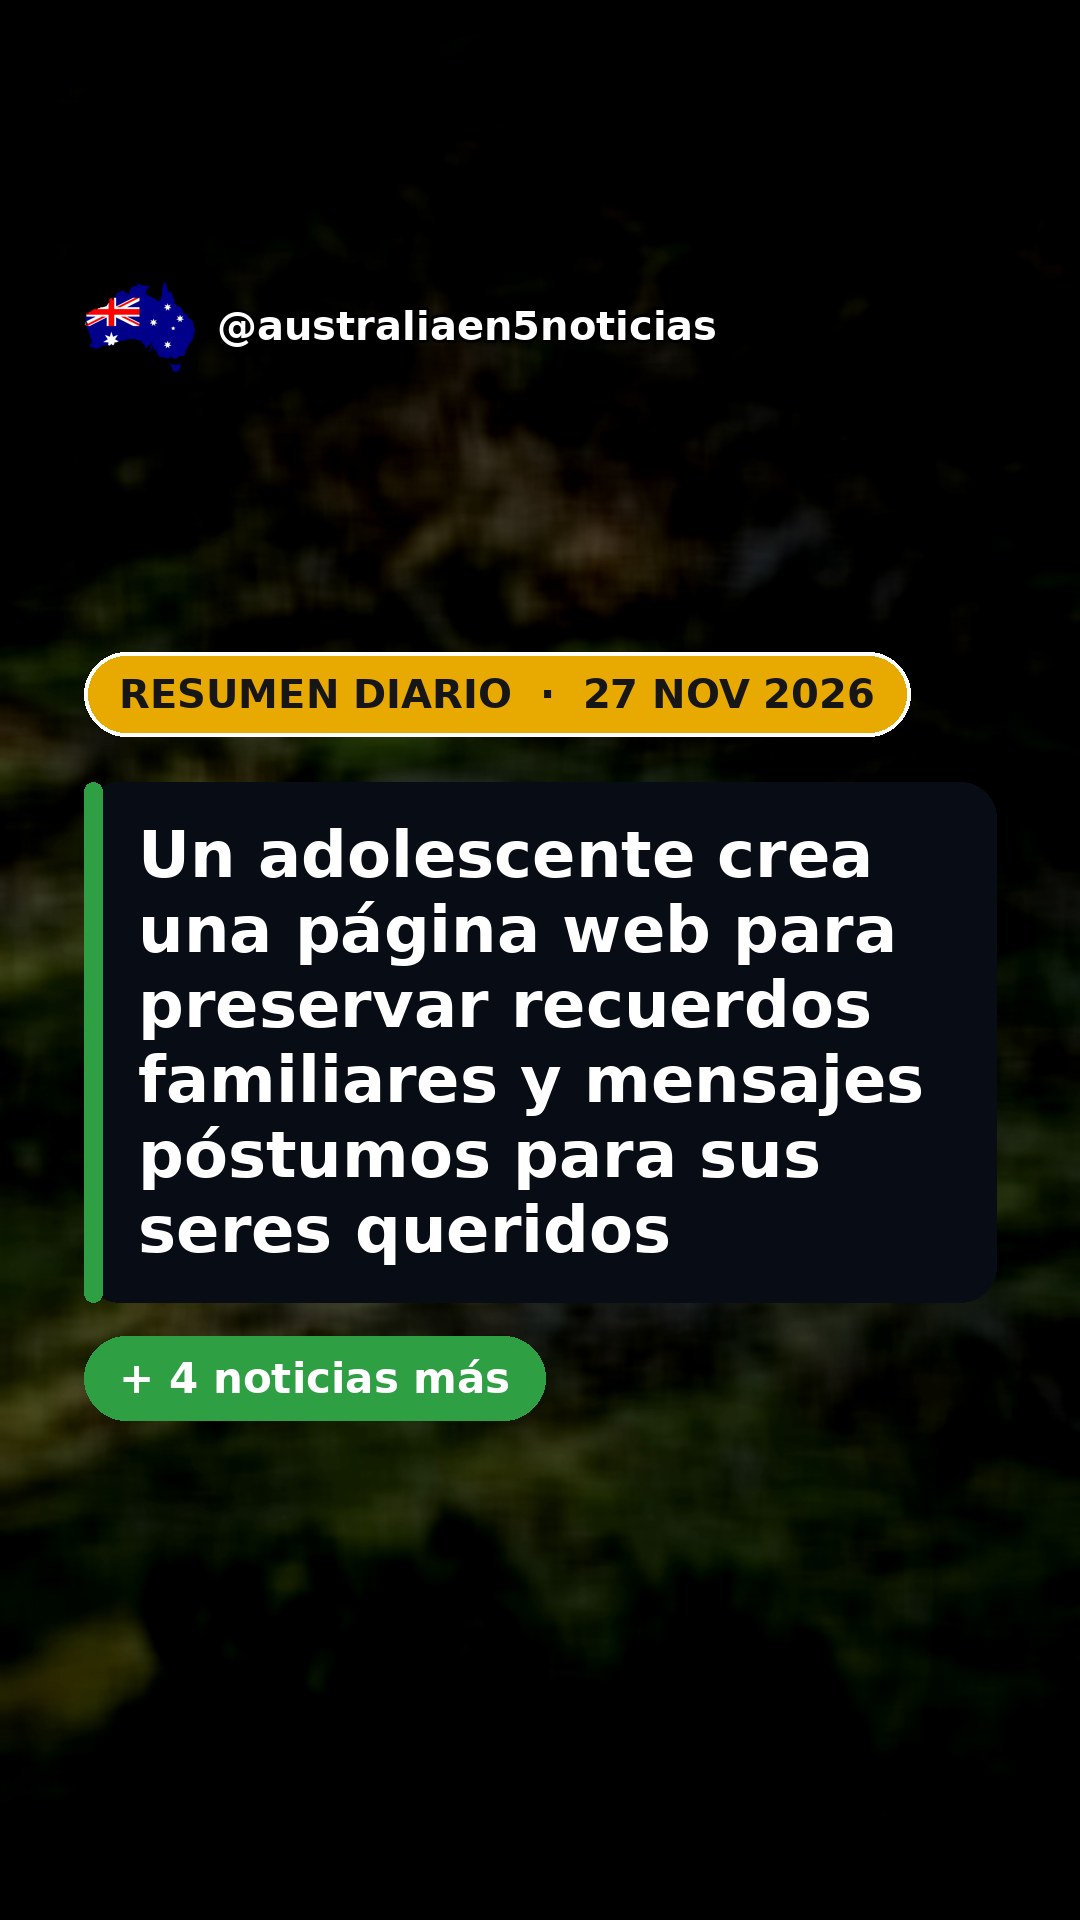 @australiaen5noticias
RESUMEN DIARIO · 27 NOV 2026
Un adolescente crea
una página web para
preservar recuerdos
familiares y mensajes
póstumos para sus
seres queridos
+ 4 noticias más